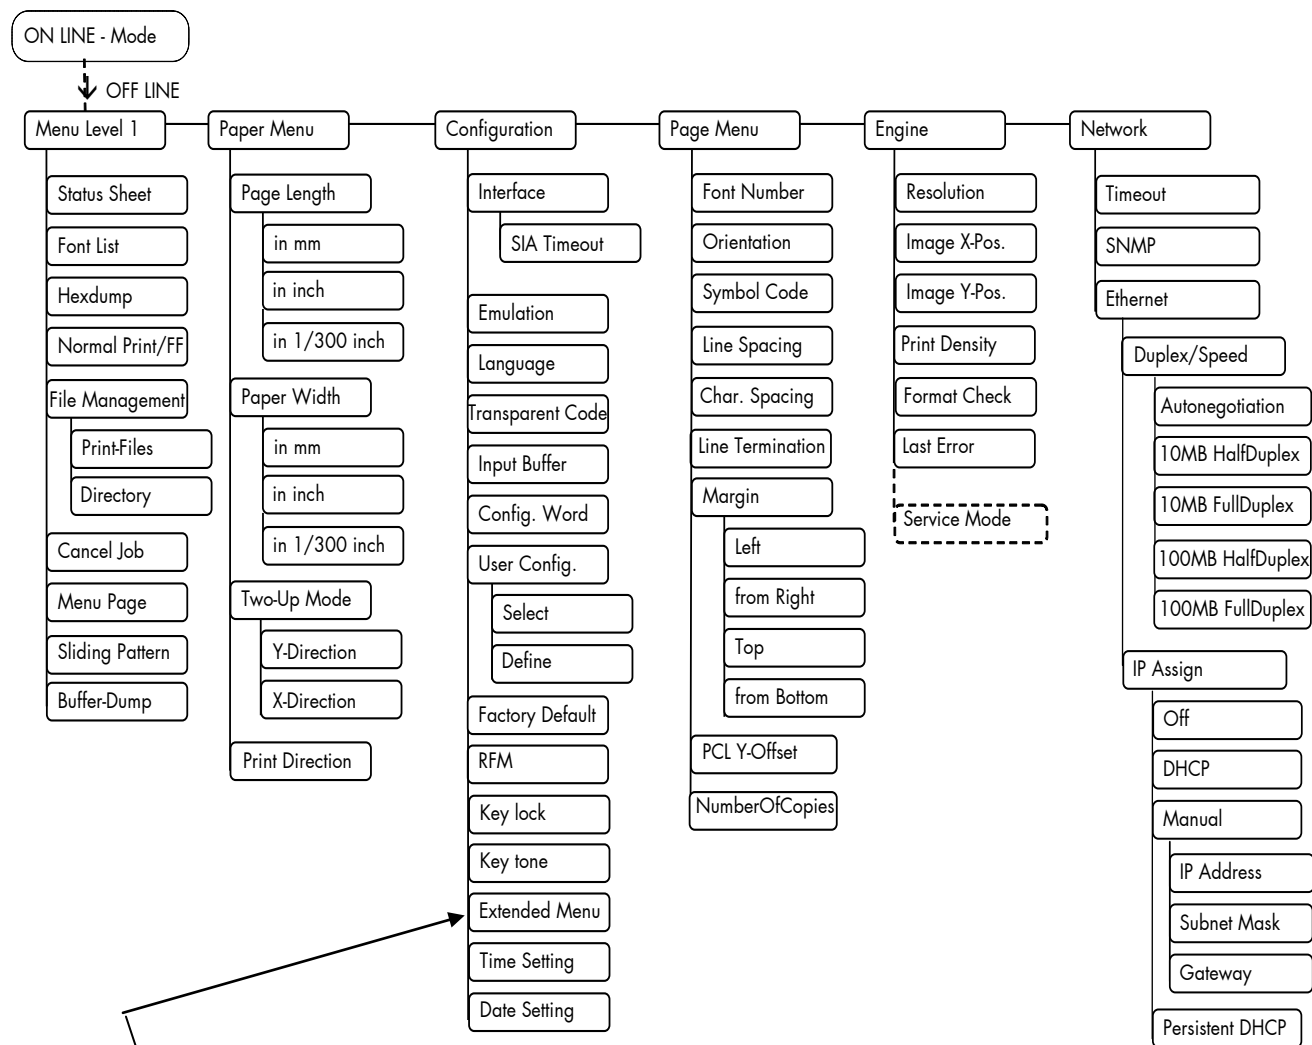 ON LINE - Mode
OFF LINE
Menu Level 1
Status Sheet
Font List
Hexdump
Normal Print/FF
File Management
Print-Files
Directory
Cancel Job
Menu Page
Sliding Pattern
Buffer-Dump
Paper Menu
Page Length
in mm
in inch
in 1/300 inch
Paper Width
in mm
in inch
in 1/300 inch
Two-Up Mode
Y-Direction
X-Direction
Print Direction
Configuration
Interface
SIA Timeout
Emulation
Language
Transparent Code
Input Buffer
Config. Word
User Config.
Select
Define
Factory Default
RFM
Key lock
Key tone
Extended Menu
Time Setting
Date Setting
Page Menu
Font Number
Orientation
Symbol Code
Line Spacing
Char. Spacing
Line Termination
Margin
Left
from Right
Top
from Bottom
PCL Y-Offset
NumberOfCopies
Engine
Resolution
Image X-Pos.
Image Y-Pos.
Print Density
Format Check
Last Error
Service Mode
Network
Timeout
SNMP
Ethernet
Duplex/Speed
Autonegotiation
10MB HalfDuplex
10MB FullDuplex
100MB HalfDuplex
100MB FullDuplex
IP Assign
Off
DHCP
Manual
IP Address
Subnet Mask
Gateway
Persistent DHCP